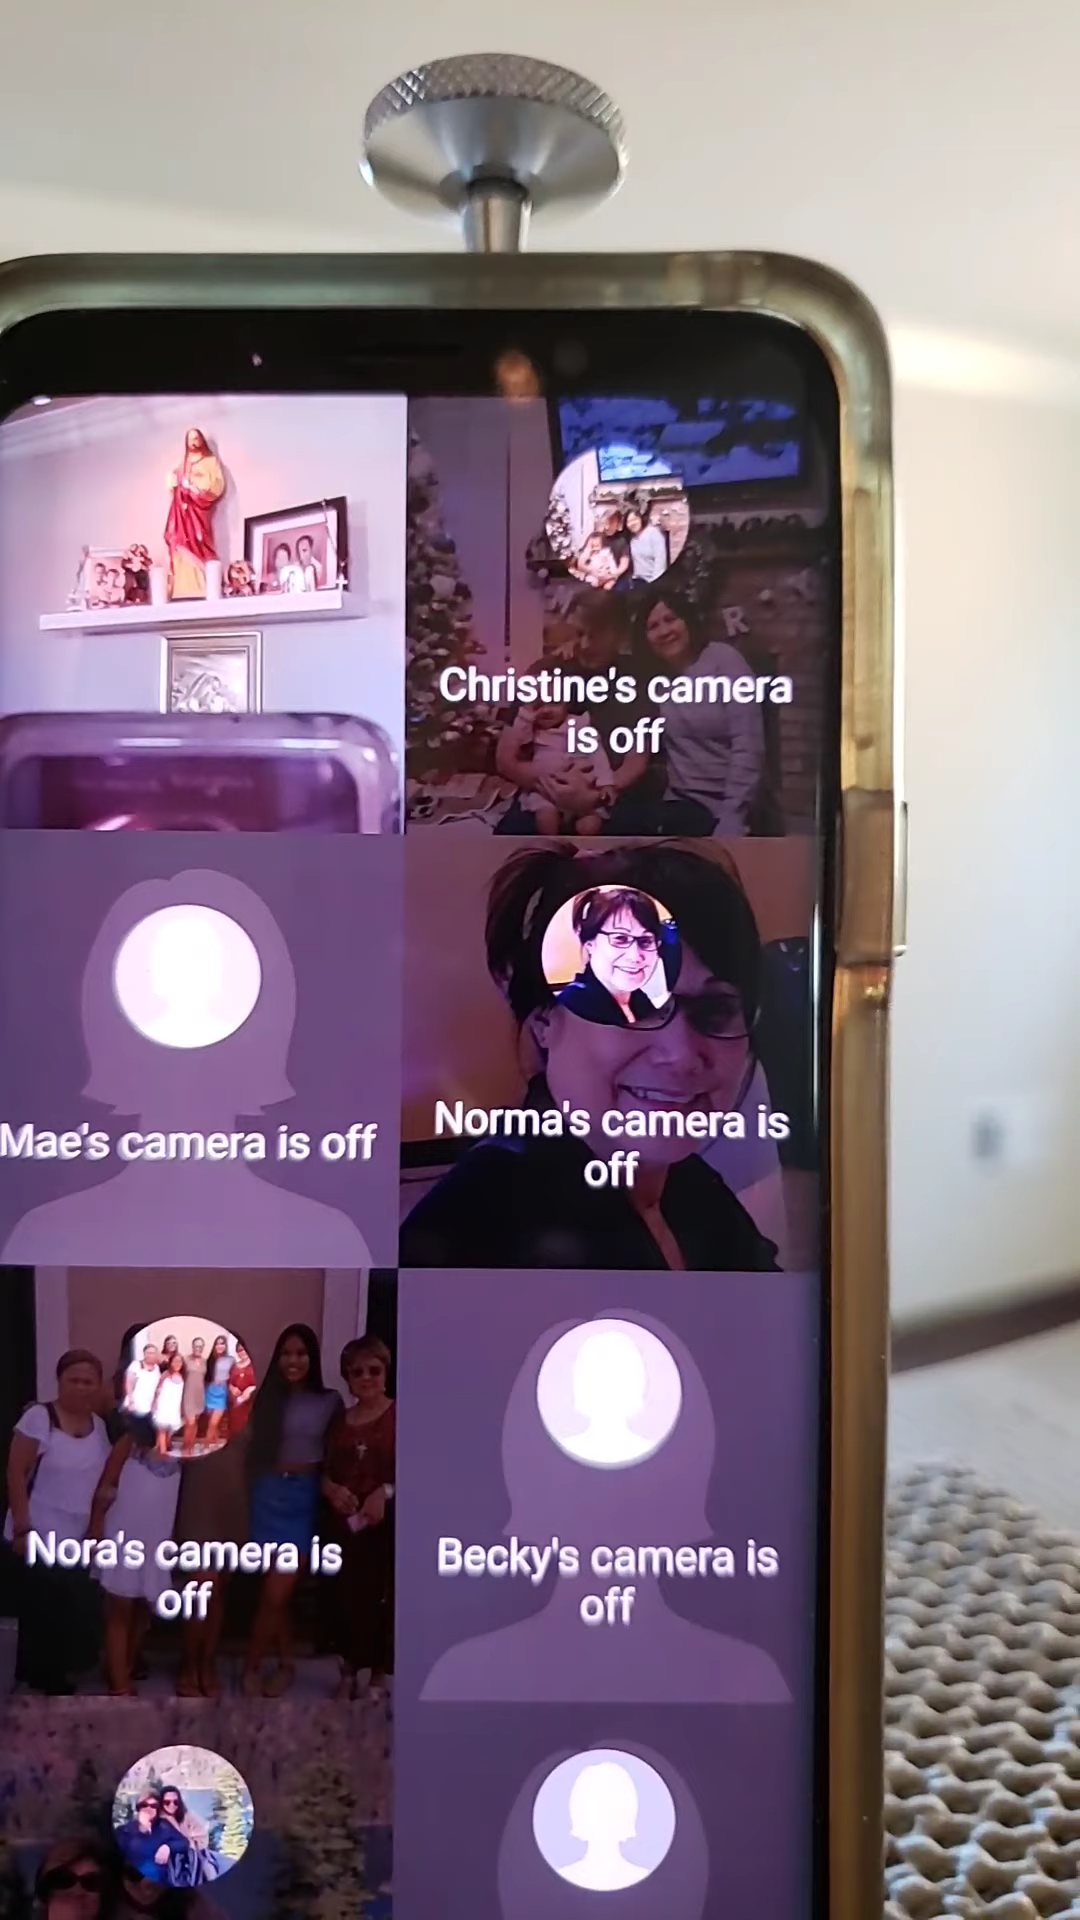 Christine's camera
is off
Mae's camera is off
Norma's camera is
off
Nora's camera is
off
Becky's camera is
off